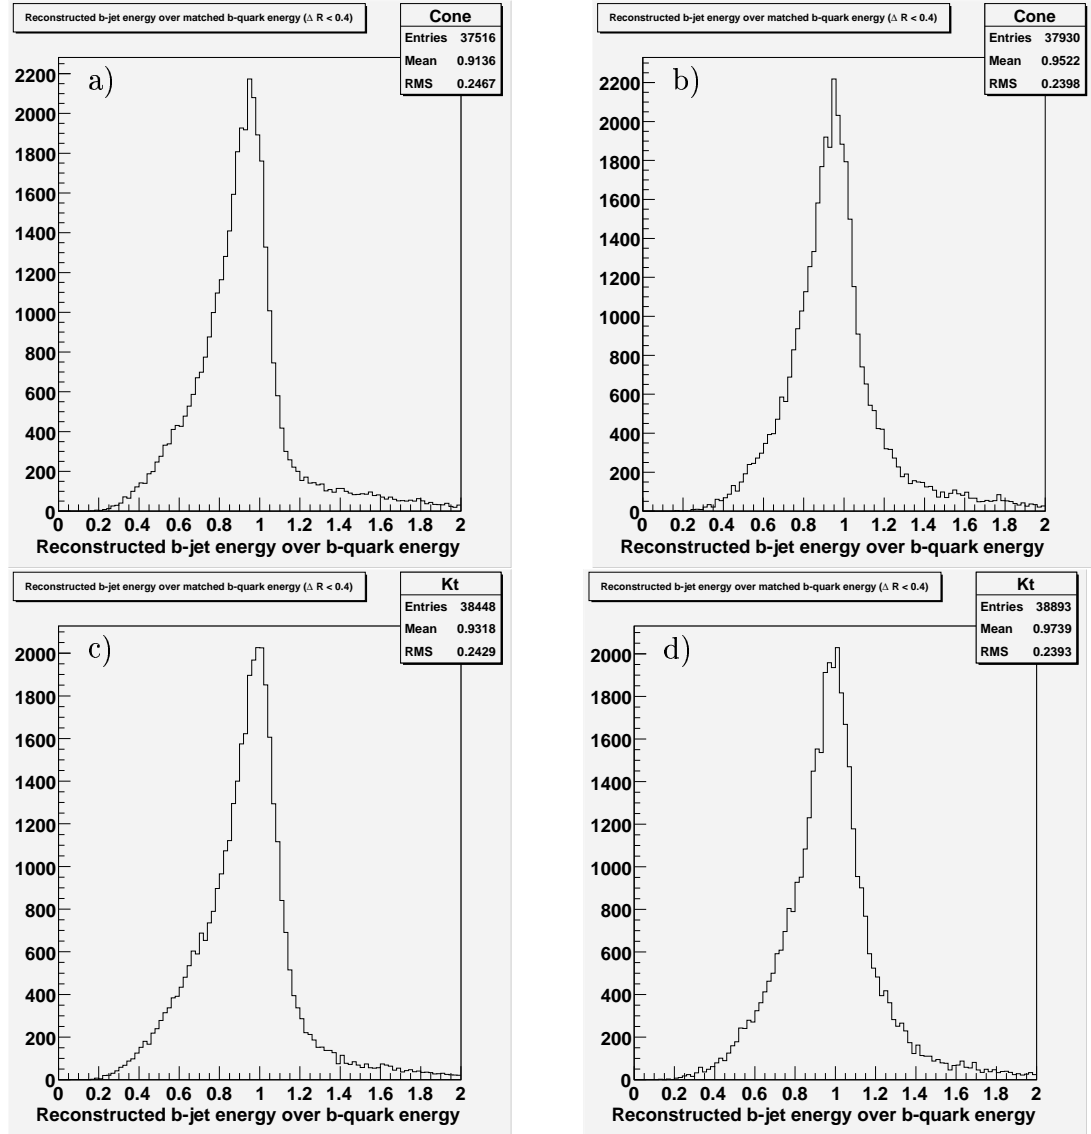 Reconstructed b-jet energy over matched b-quark energy (Δ R < 0.4)
Cone
Entries 37516
Mean 0.9136
RMS 0.2467
a)
2200
2000
1800
1600
1400
1200
1000
800
600
400
200
0
0 0.2 0.4 0.6 0.8 1 1.2 1.4 1.6 1.8 2
Reconstructed b-jet energy over b-quark energy
Reconstructed b-jet energy over matched b-quark energy (Δ R < 0.4)
Cone
Entries 37930
Mean 0.9522
RMS 0.2398
b)
2200
2000
1800
1600
1400
1200
1000
800
600
400
200
0
0 0.2 0.4 0.6 0.8 1 1.2 1.4 1.6 1.8 2
Reconstructed b-jet energy over b-quark energy
Reconstructed b-jet energy over matched b-quark energy (Δ R < 0.4)
Kt
Entries 38448
Mean 0.9318
RMS 0.2429
c)
2000
1800
1600
1400
1200
1000
800
600
400
200
0
0 0.2 0.4 0.6 0.8 1 1.2 1.4 1.6 1.8 2
Reconstructed b-jet energy over b-quark energy
Reconstructed b-jet energy over matched b-quark energy (Δ R < 0.4)
Kt
Entries 38893
Mean 0.9739
RMS 0.2393
d)
2000
1800
1600
1400
1200
1000
800
600
400
200
0
0 0.2 0.4 0.6 0.8 1 1.2 1.4 1.6 1.8 2
Reconstructed b-jet energy over b-quark energy